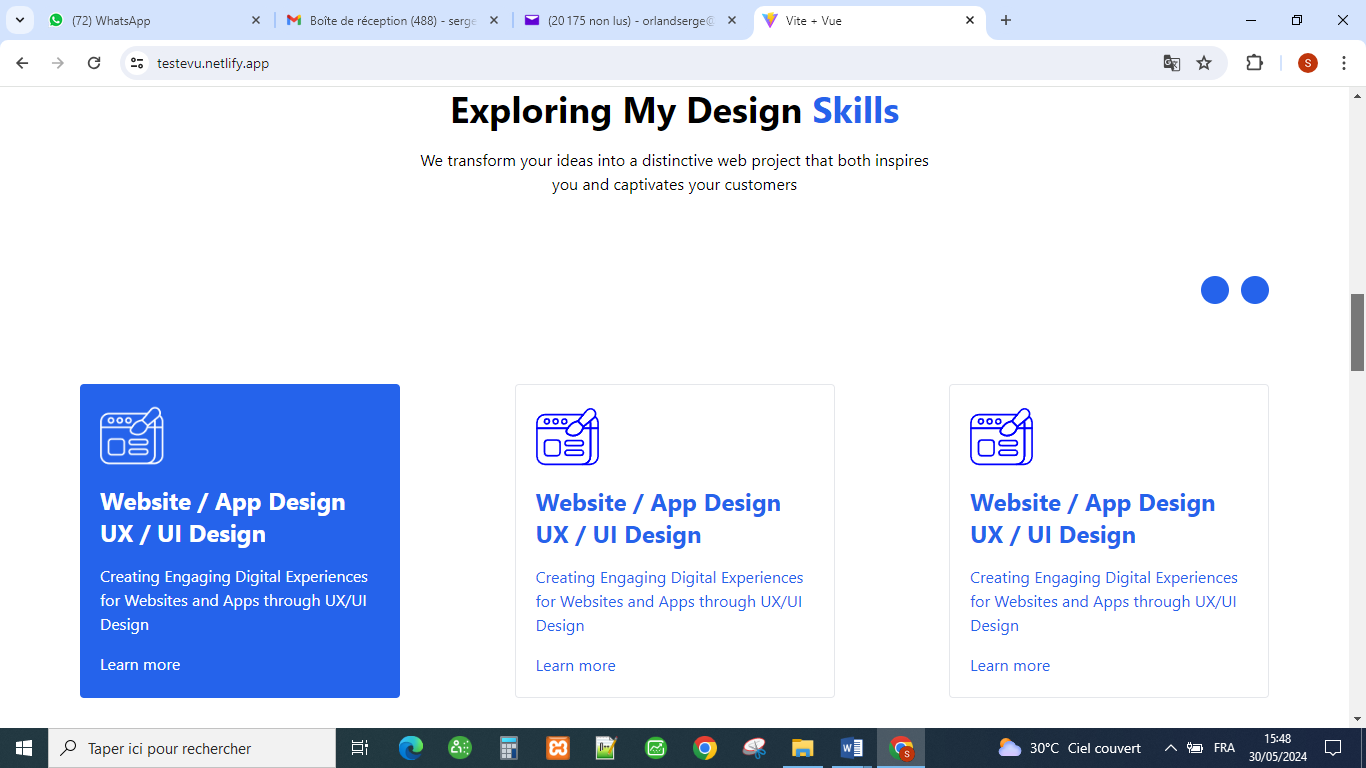 (72) WhatsApp
Boîte de réception (488) - serge
(20 175 non lus) - orlandserge@
Vite + Vue
testevu.netlify.app
S
Exploring My Design Skills
We transform your ideas into a distinctive web project that both inspires
you and captivates your customers
Website / App Design
UX / UI Design
Creating Engaging Digital Experiences
for Websites and Apps through UX/UI
Design
Learn more
Website / App Design
UX / UI Design
Creating Engaging Digital Experiences
for Websites and Apps through UX/UI
Design
Learn more
Website / App Design
UX / UI Design
Creating Engaging Digital Experiences
for Websites and Apps through UX/UI
Design
Learn more
Taper ici pour rechercher
30°C Ciel couvert
FRA
15:48
30/05/2024